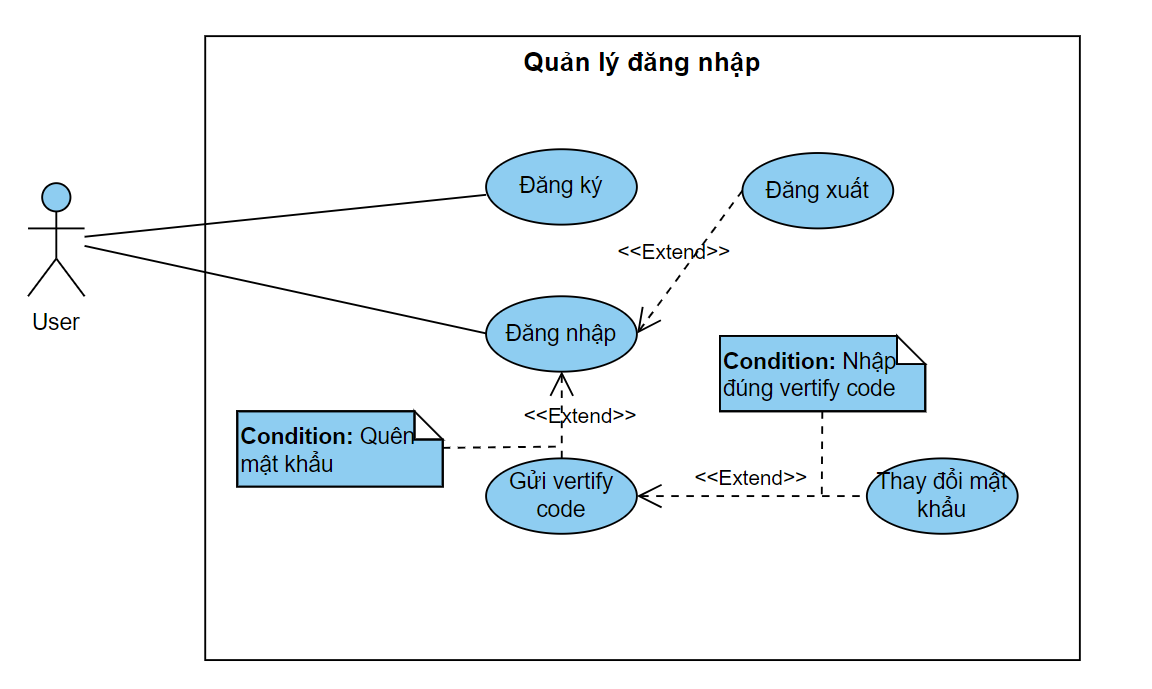 Quản lý đăng nhập
Đăng ký
Đăng xuất
<<Extend>>
User
Đăng nhập
Condition: Nhập
đúng vertify code
<<Extend>>
Condition: Quên
mật khẩu
Gửi vertify
code
<<Extend>>
Thay đổi mật
khẩu